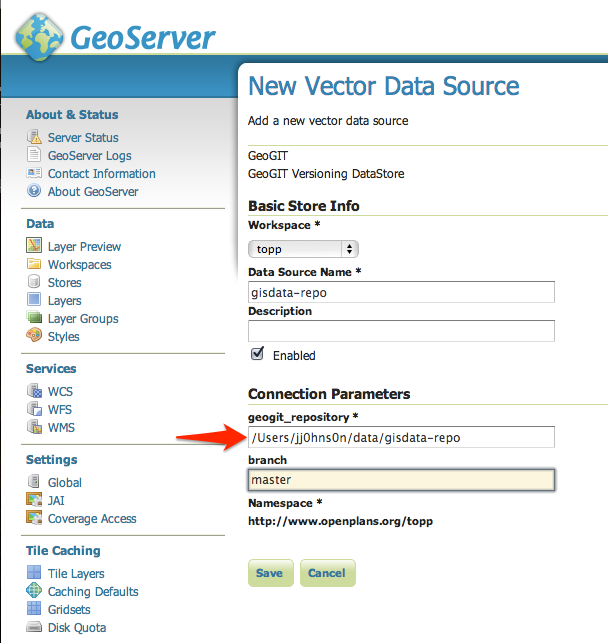 GeoServer
About & Status
Server Status
GeoServer Logs
Contact Information
About GeoServer
Data
Layer Preview
Workspaces
Stores
Layers
Layer Groups
Styles
Services
WCS
WFS
WMS
Settings
Global
JAI
Coverage Access
Tile Caching
Tile Layers
Caching Defaults
Gridsets
Disk Quota
New Vector Data Source
Add a new vector data source
GeoGIT
GeoGIT Versioning DataStore
Basic Store Info
Workspace *
topp
Data Source Name *
gisdata-repo
Description
Enabled
Connection Parameters
geogit_repository *
/Users/jj0hns0n/data/gisdata-repo
branch
master
Namespace *
http://www.openplans.org/topp
Save Cancel